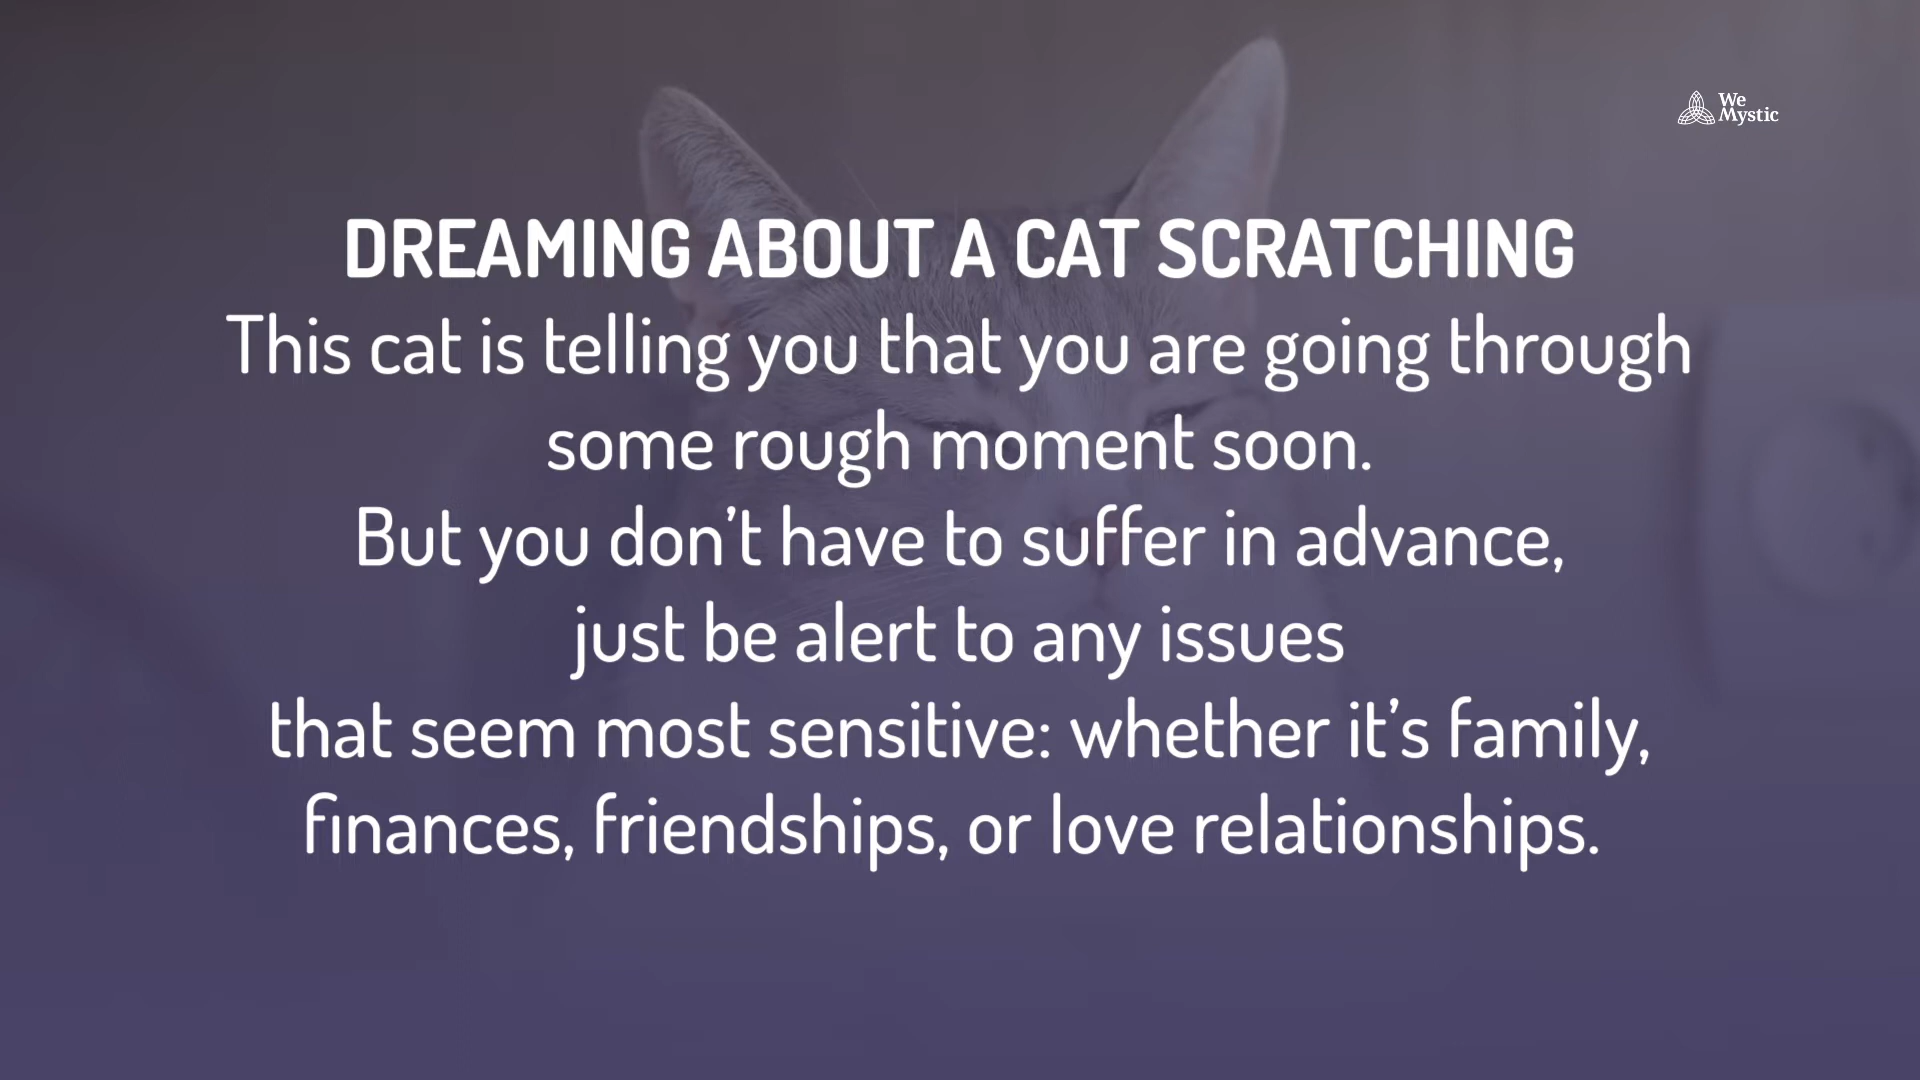 We
Mystic
DREAMING ABOUT A CAT SCRATCHING
This cat is telling you that you are going through
some rough moment soon.
But you don’t have to suffer in advance,
just be alert to any issues
that seem most sensitive: whether it’s family,
finances, friendships, or love relationships.